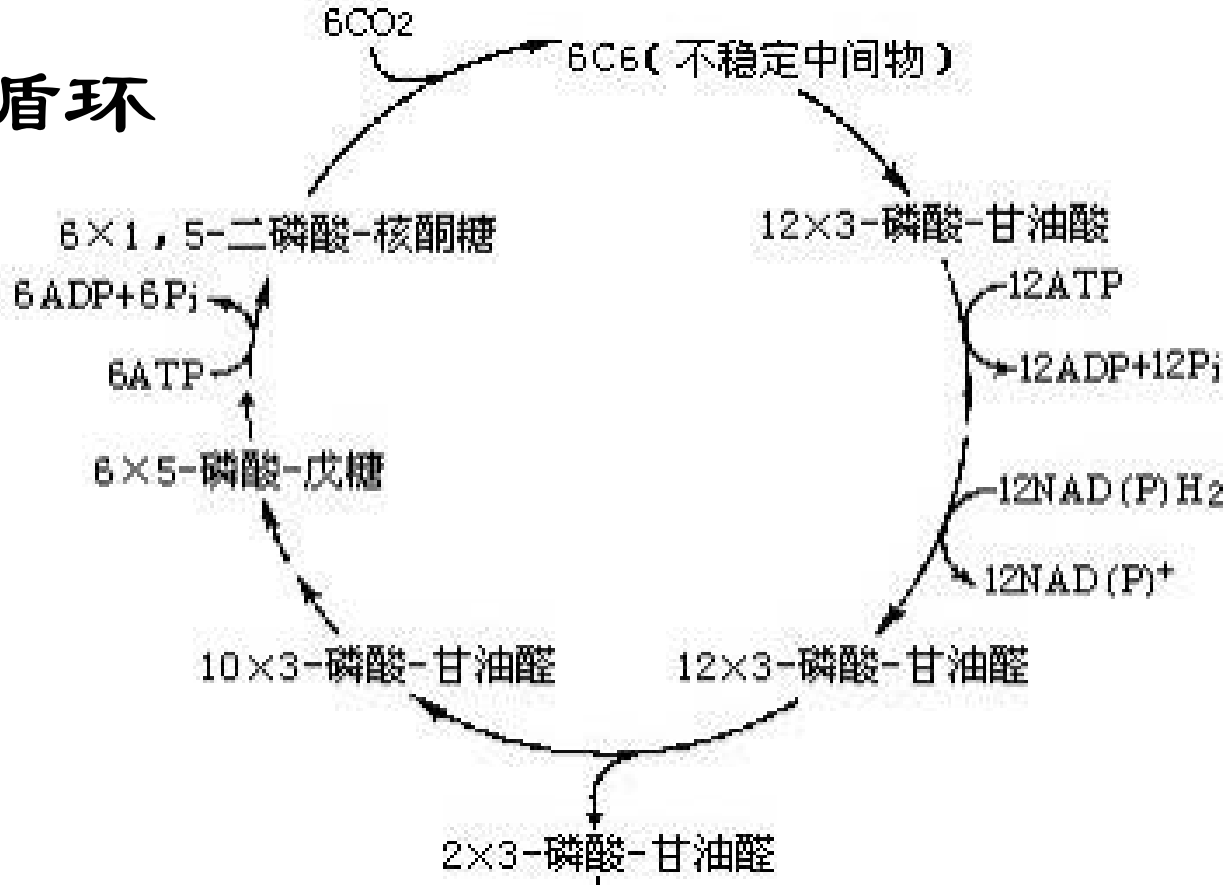 6CO2
6C6(不稳定中间物)
循环
6×1,5-二磷酸-核酮糖
12×3-磷酸-甘油酸
6ADP+6Pi
12ATP
6ATP
12ADP+12Pi
6×5-磷酸-戊糖
12NAD(P)H2
12NAD(P)+
10×3-磷酸-甘油醛
12×3-磷酸-甘油醛
2×3-磷酸-甘油醛